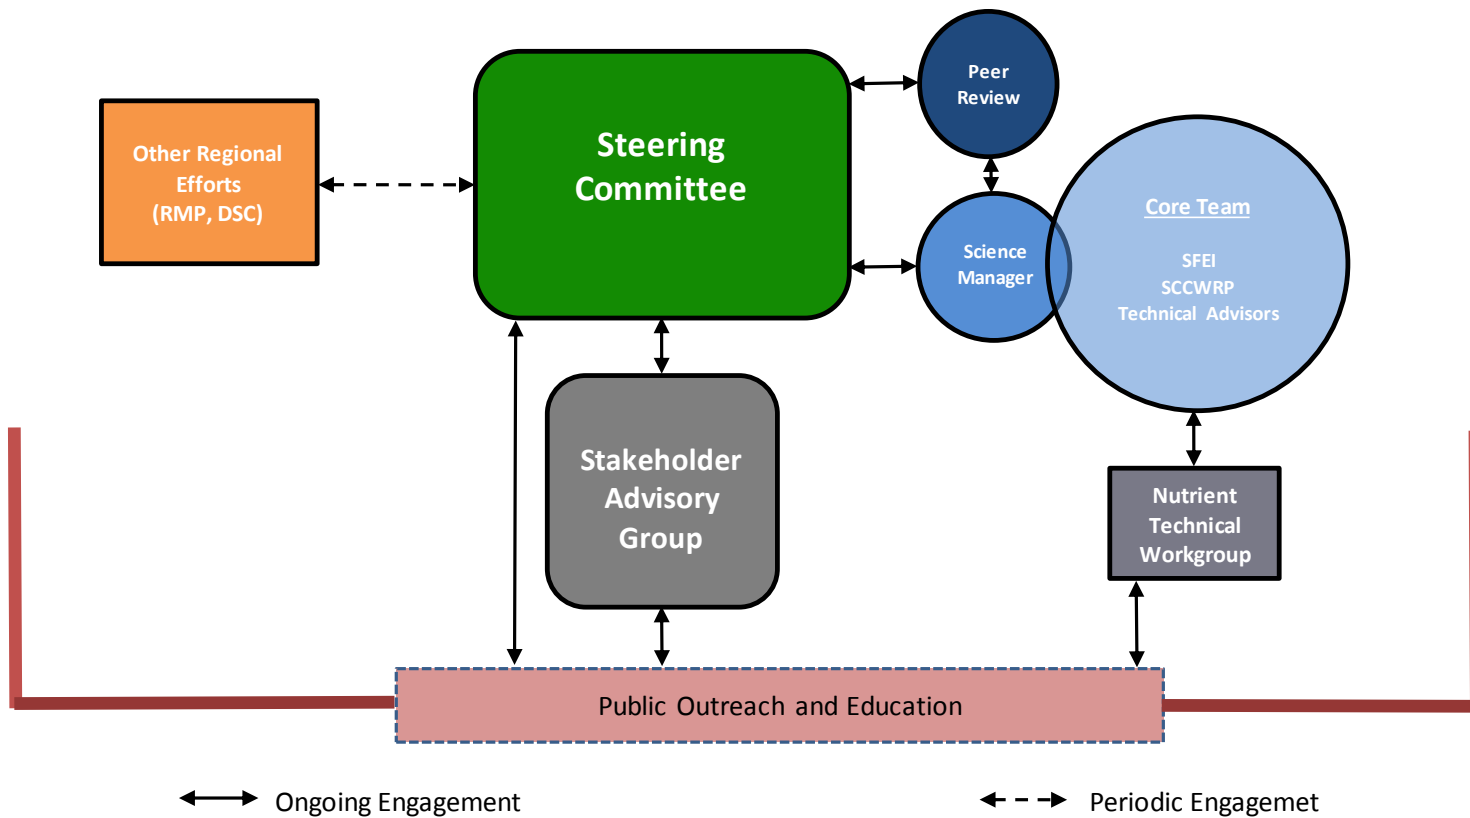 Peer
Review
Steering
Committee
Other Regional
Efforts
(RMP, DSC)
Core Team
SFEI
SCCWRP
Technical Advisors
Science
Manager
Stakeholder
Advisory
Group
Nutrient
Technical
Workgroup
Public Outreach and Education
Ongoing Engagement
Periodic Engagemet